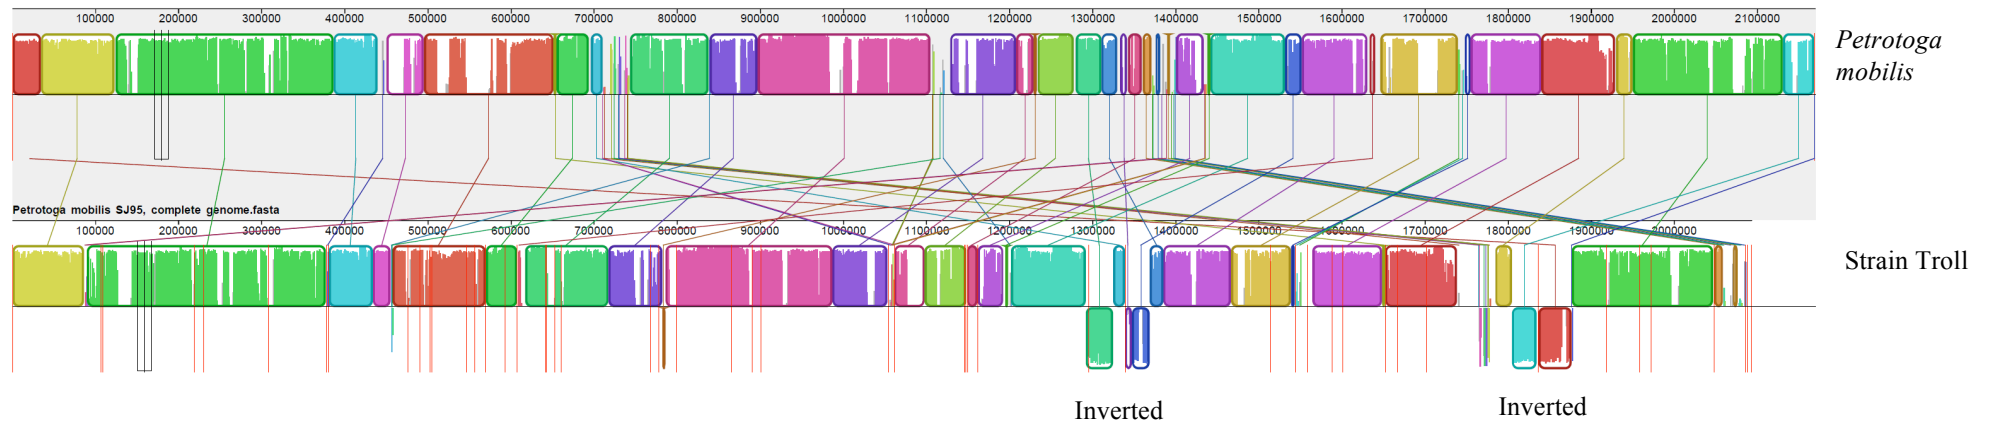 100000 200000 300000 400000 500000 600000 700000 800000 900000 1000000 1100000 1200000 1300000 1400000 1500000 1600000 1700000 1800000 1900000 2000000 2100000
Petrotoga
mobilis
Petrotoga mobilis SJ95, complete genome.fasta
100000 200000 300000 400000 500000 600000 700000 800000 900000 1000000 1100000 1200000 1300000 1400000 1500000 1600000 1700000 1800000 1900000 2000000
Strain Troll
Inverted Inverted